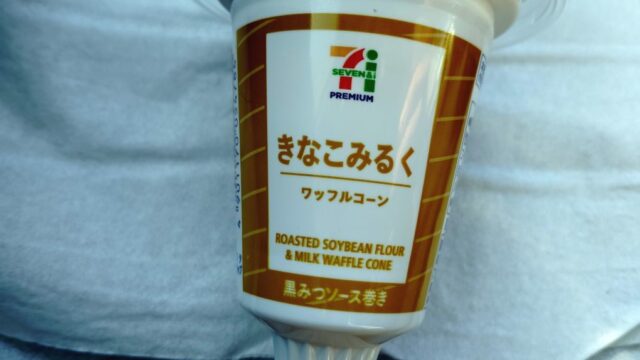 7i
SEVEN&i
PREMIUM
きなこみるく
ワッフルコーン
ROASTED SOYBEAN FLOUR
& MILK WAFFLE CONE
黒みつソース巻き